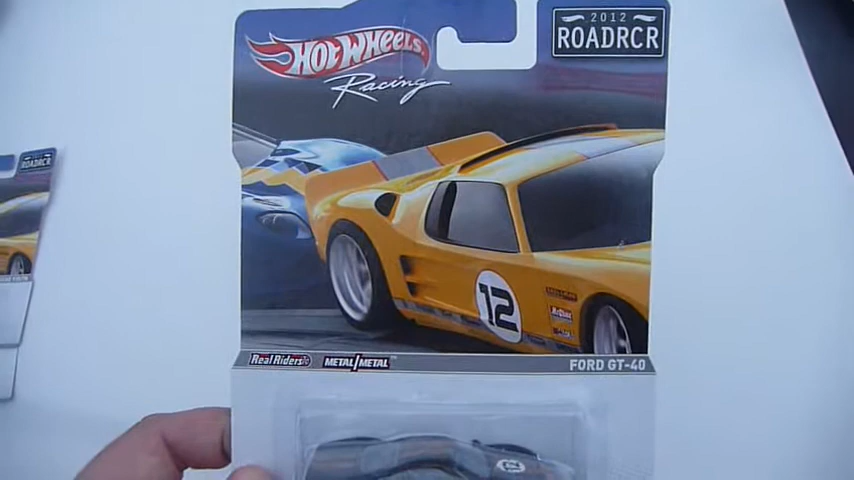 HOT WHEELS
Racing
2012
ROADRCR
ROADRCR
12
Real Riders
METAL/METAL
FORD GT-40